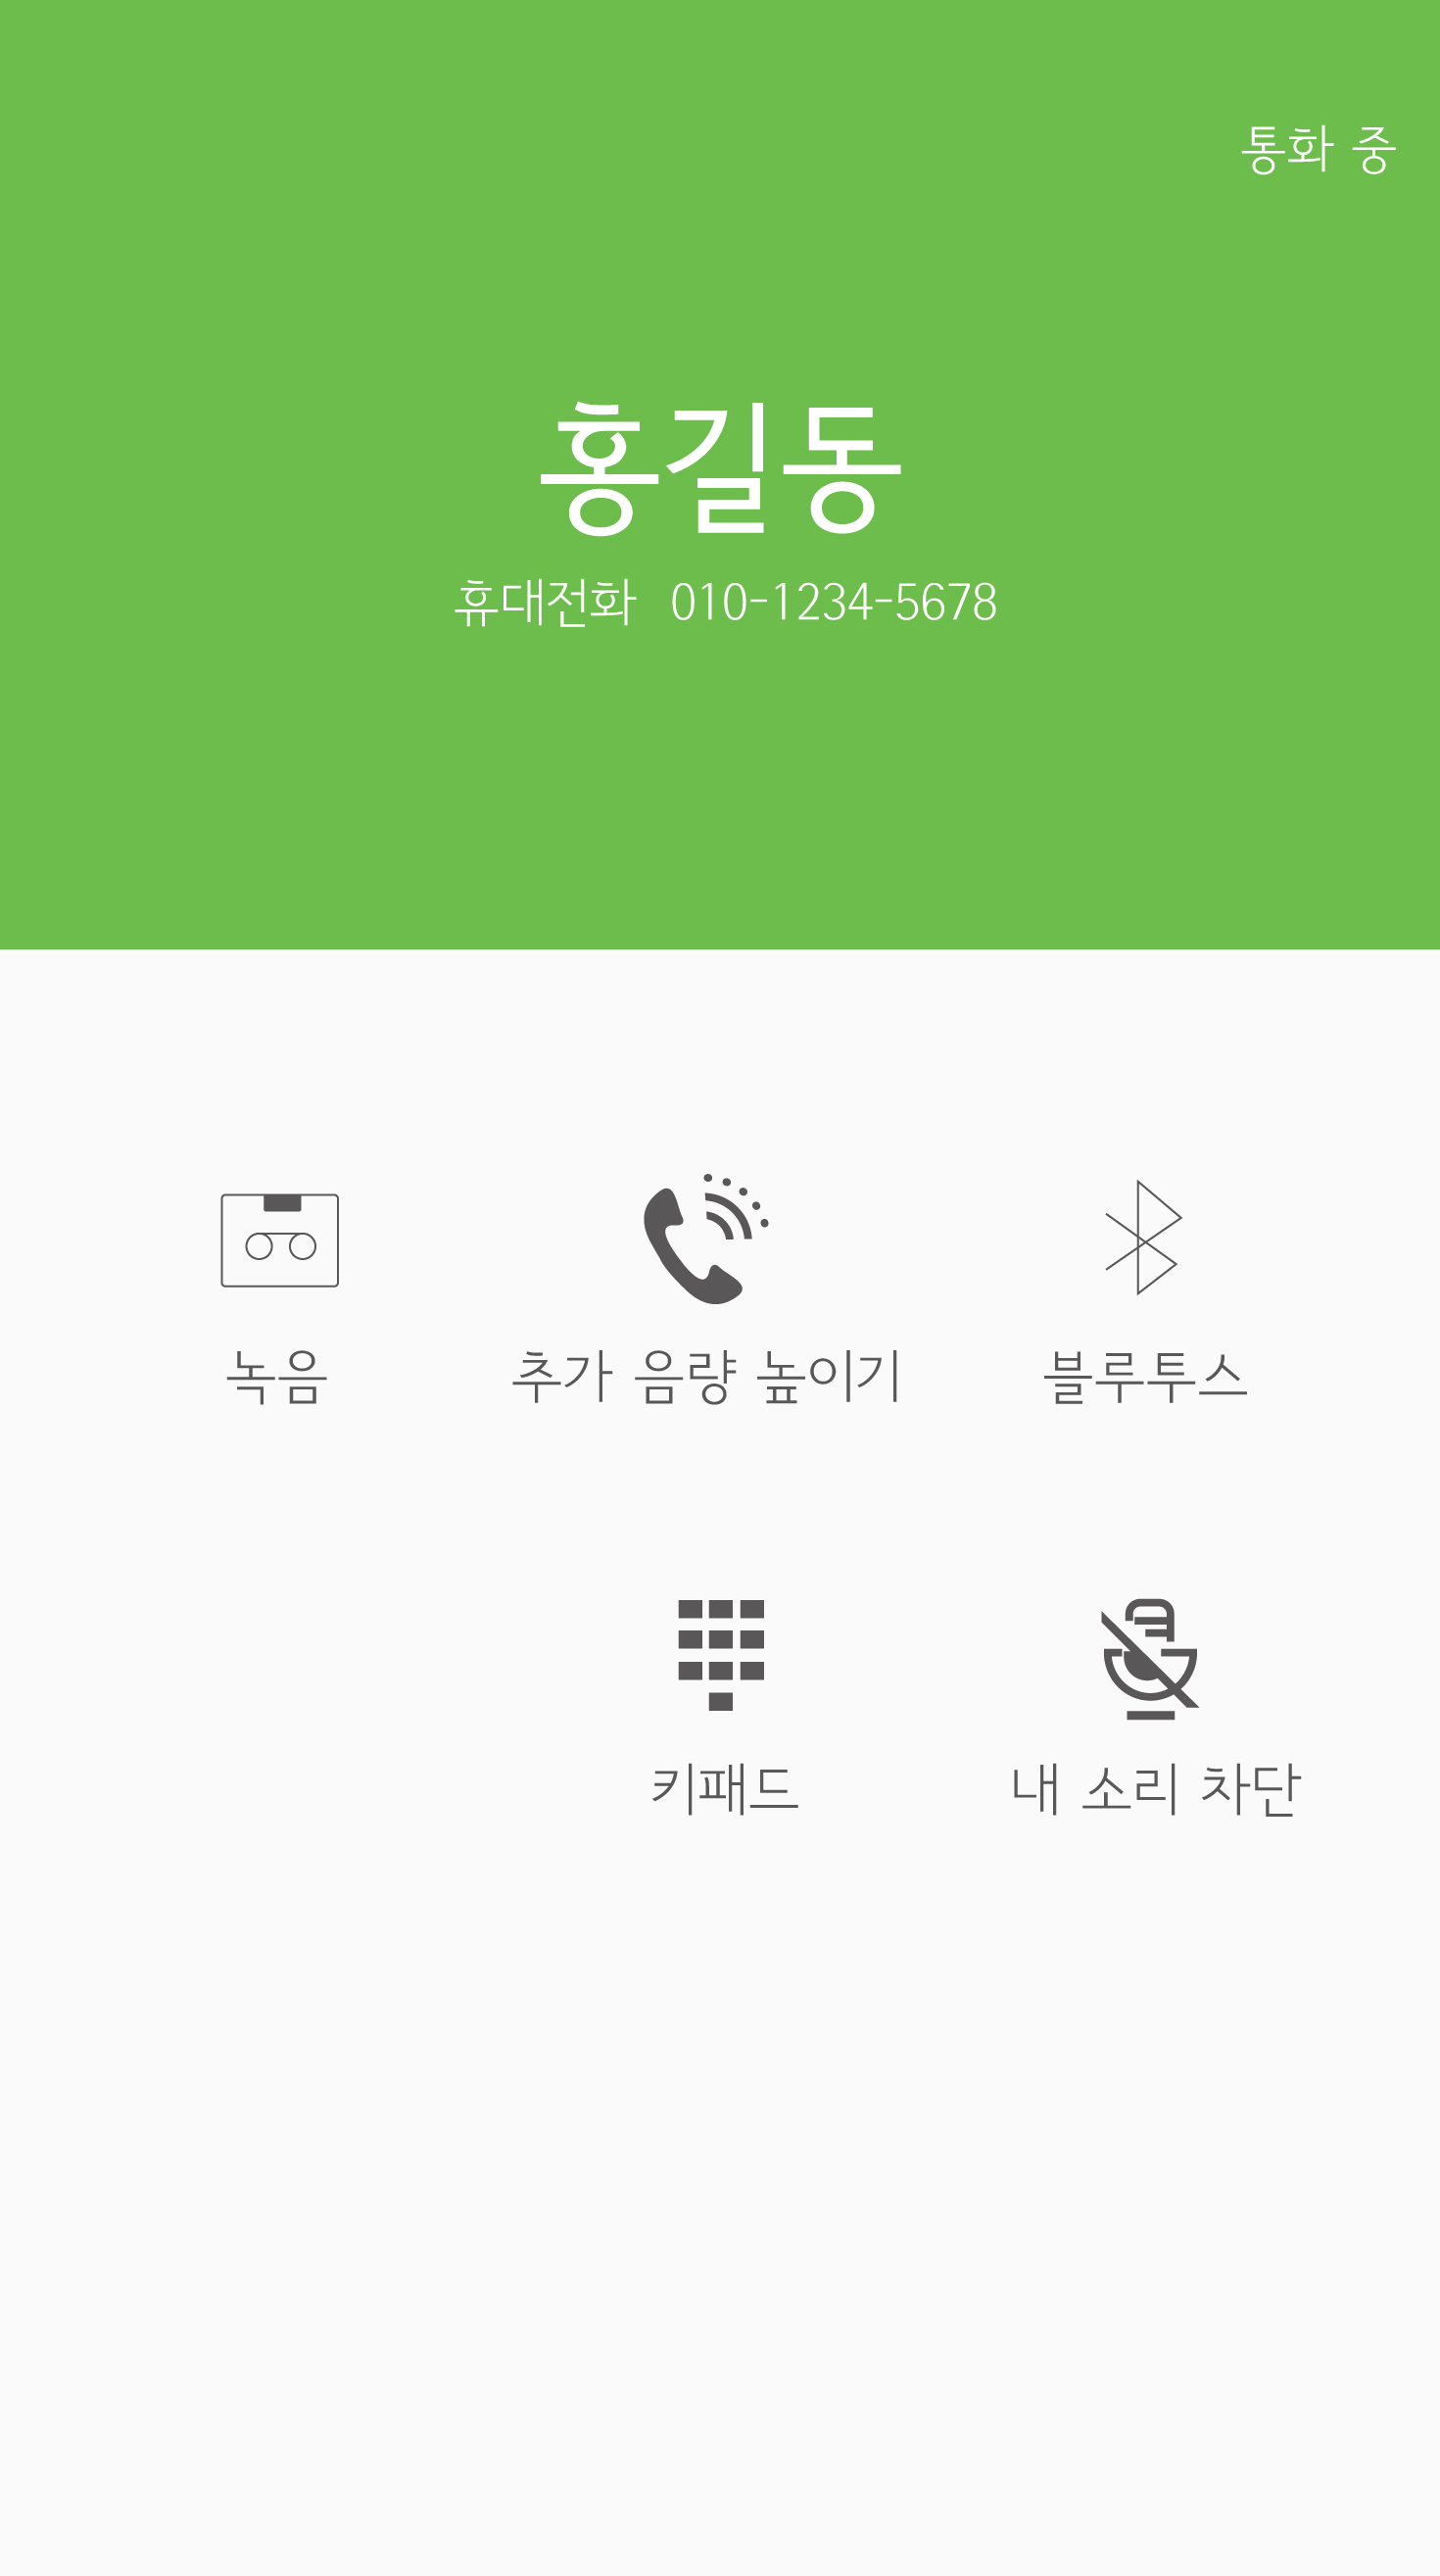 통화 중
홍길동
휴대전화 010-1234-5678
녹음 추가 음량 높이기 블루투스
키패드 내 소리 차단